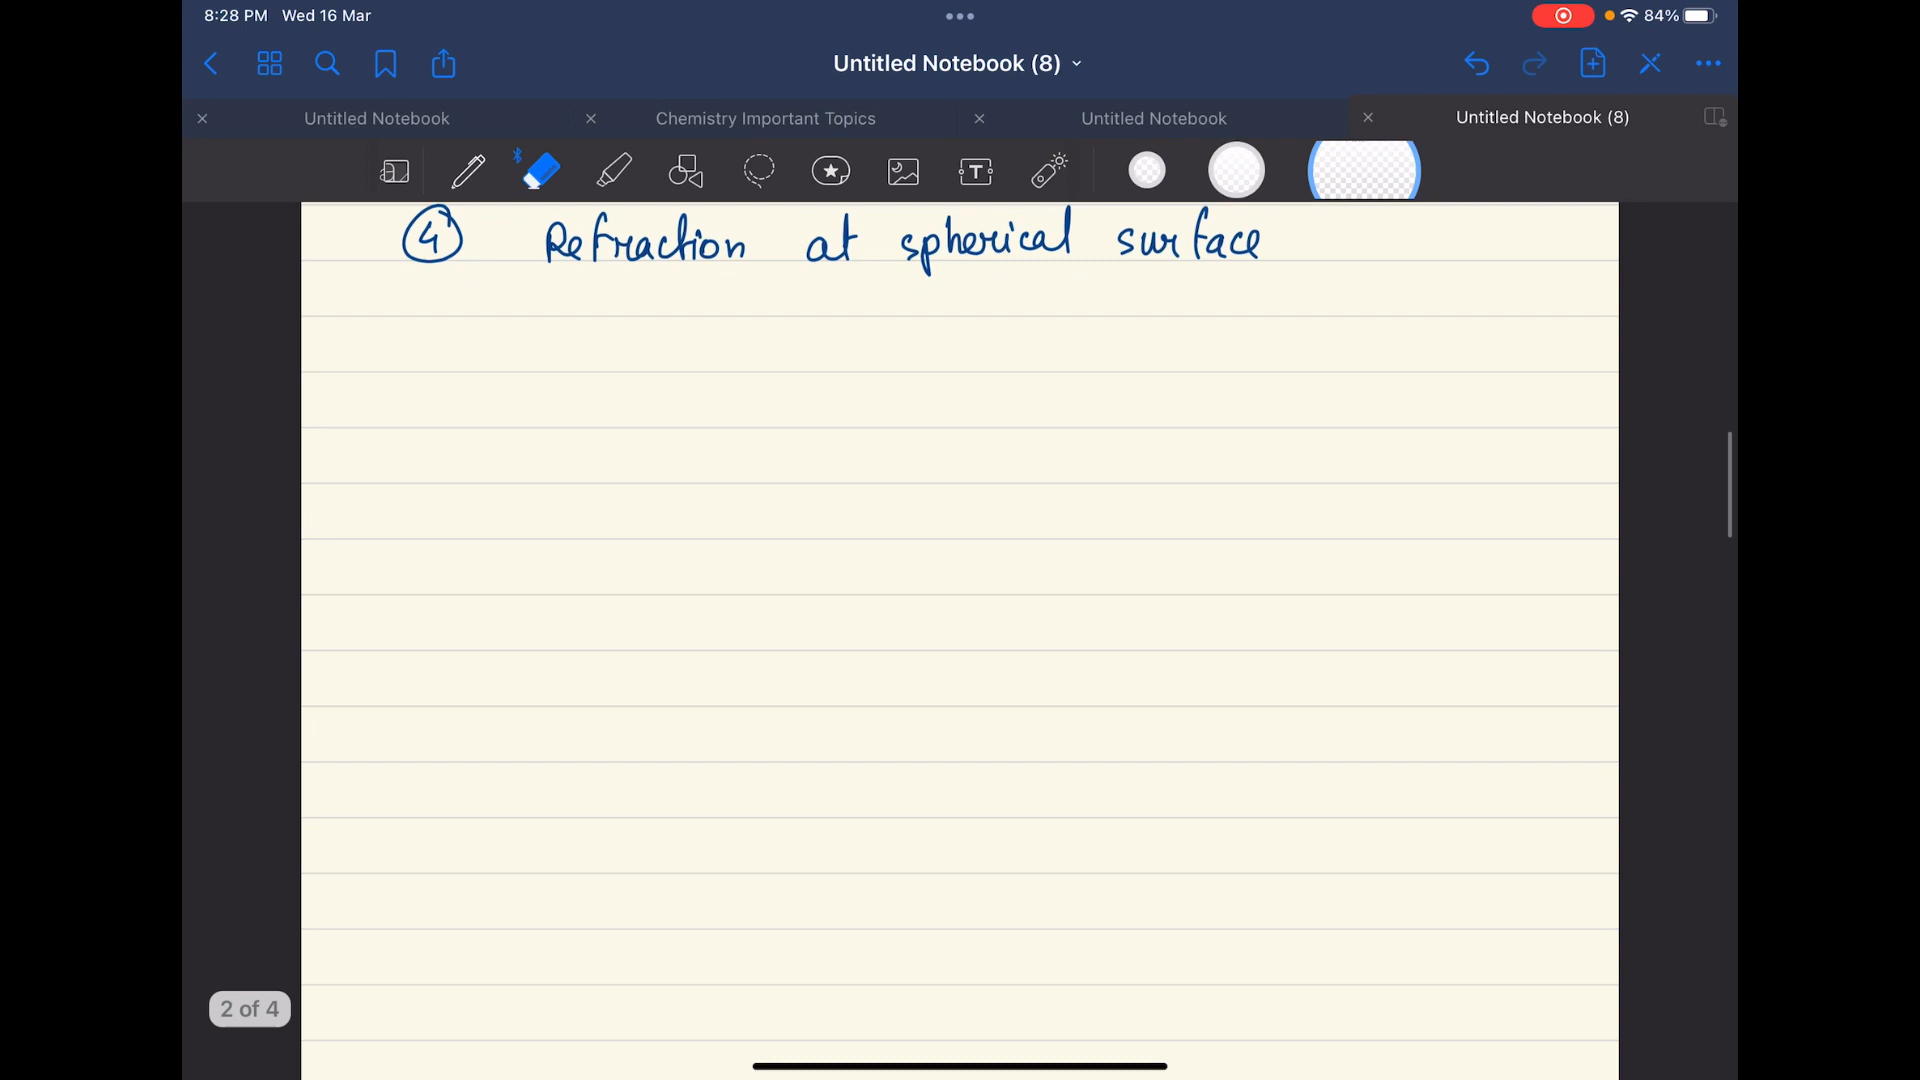 8:28 PM Wed 16 Mar
84%
Untitled Notebook (8)
Untitled Notebook
Chemistry Important Topics
Untitled Notebook
Untitled Notebook (8)
T
4 Refraction at spherical surface
2 of 4